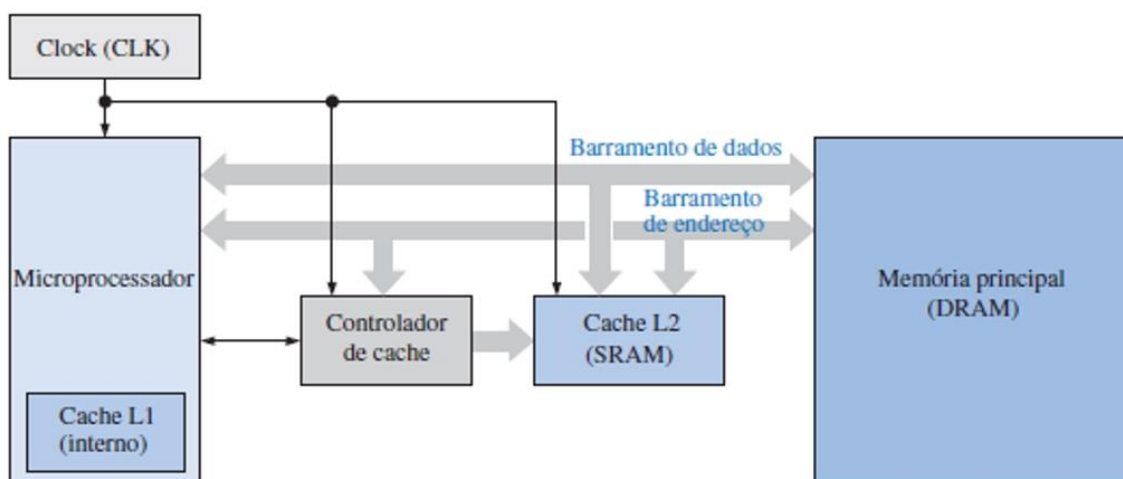 Clock (CLK)
Barramento de dados
Barramento
de endereço
Microprocessador
Memória principal
(DRAM)
Controlador
de cache
Cache L2
(SRAM)
Cache L1
(interno)